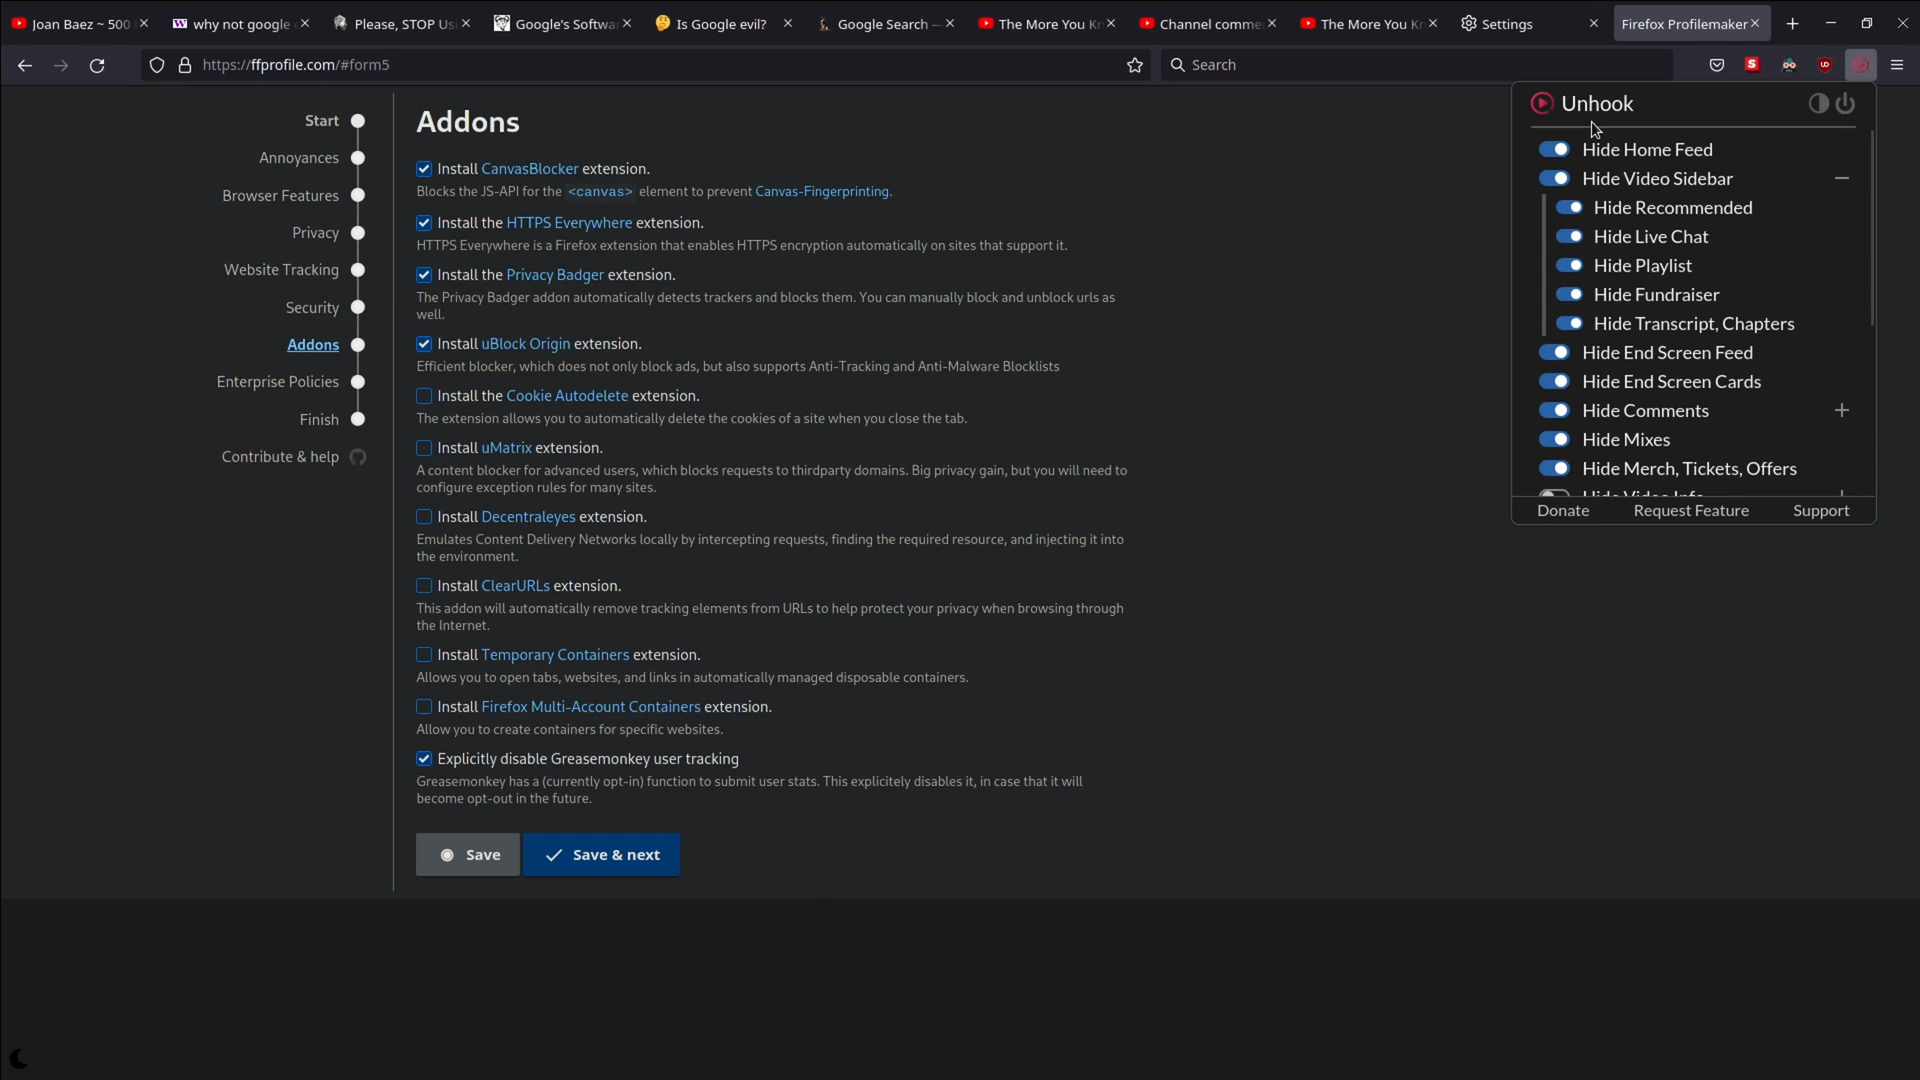 Joan Baez ~ 500
why not google
Please, STOP Us
Google's Softwa
Is Google evil?
Google Search —
The More You Kn
Channel comme
The More You Kn
Settings
Firefox Profilemaker
https://ffprofile.com/#form5
Search
Start
Annoyances
Browser Features
Privacy
Website Tracking
Security
Addons
Enterprise Policies
Finish
Contribute & help
Addons
Install CanvasBlocker extension.
Blocks the JS-API for the <canvas> element to prevent Canvas-Fingerprinting.
Install the HTTPS Everywhere extension.
HTTPS Everywhere is a Firefox extension that enables HTTPS encryption automatically on sites that support it.
Install the Privacy Badger extension.
The Privacy Badger addon automatically detects trackers and blocks them. You can manually block and unblock urls as
well.
Install uBlock Origin extension.
Efficient blocker, which does not only block ads, but also supports Anti-Tracking and Anti-Malware Blocklists
Install the Cookie Autodelete extension.
The extension allows you to automatically delete the cookies of a site when you close the tab.
Install uMatrix extension.
A content blocker for advanced users, which blocks requests to thirdparty domains. Big privacy gain, but you will need to
configure exception rules for many sites.
Install Decentraleyes extension.
Emulates Content Delivery Networks locally by intercepting requests, finding the required resource, and injecting it into
the environment.
Install ClearURLs extension.
This addon will automatically remove tracking elements from URLs to help protect your privacy when browsing through
the Internet.
Install Temporary Containers extension.
Allows you to open tabs, websites, and links in automatically managed disposable containers.
Install Firefox Multi-Account Containers extension.
Allow you to create containers for specific websites.
Explicitly disable Greasemonkey user tracking
Greasemonkey has a (currently opt-in) function to submit user stats. This explicitely disables it, in case that it will
become opt-out in the future.
Save
Save & next
Unhook
Hide Home Feed
Hide Video Sidebar
Hide Recommended
Hide Live Chat
Hide Playlist
Hide Fundraiser
Hide Transcript, Chapters
Hide End Screen Feed
Hide End Screen Cards
Hide Comments
Hide Mixes
Hide Merch, Tickets, Offers
Hide Video Info
Donate
Request Feature
Support